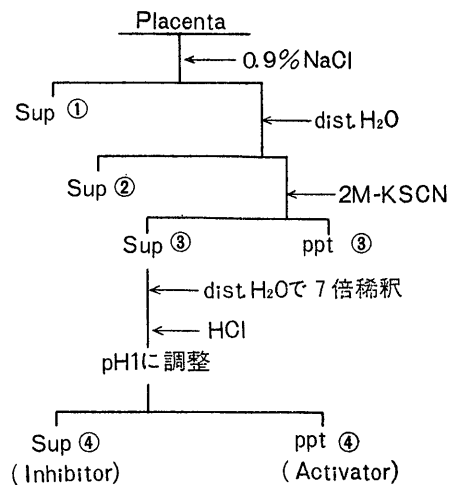 Placenta
0.9%NaCl
Sup ①
dist.H₂O
Sup ②
2M-KSCN
Sup ③
ppt ③
dist.H₂Oで7倍稀釈
HCl
pH1に調整
Sup ④
ppt ④
(Inhibitor)
(Activator)